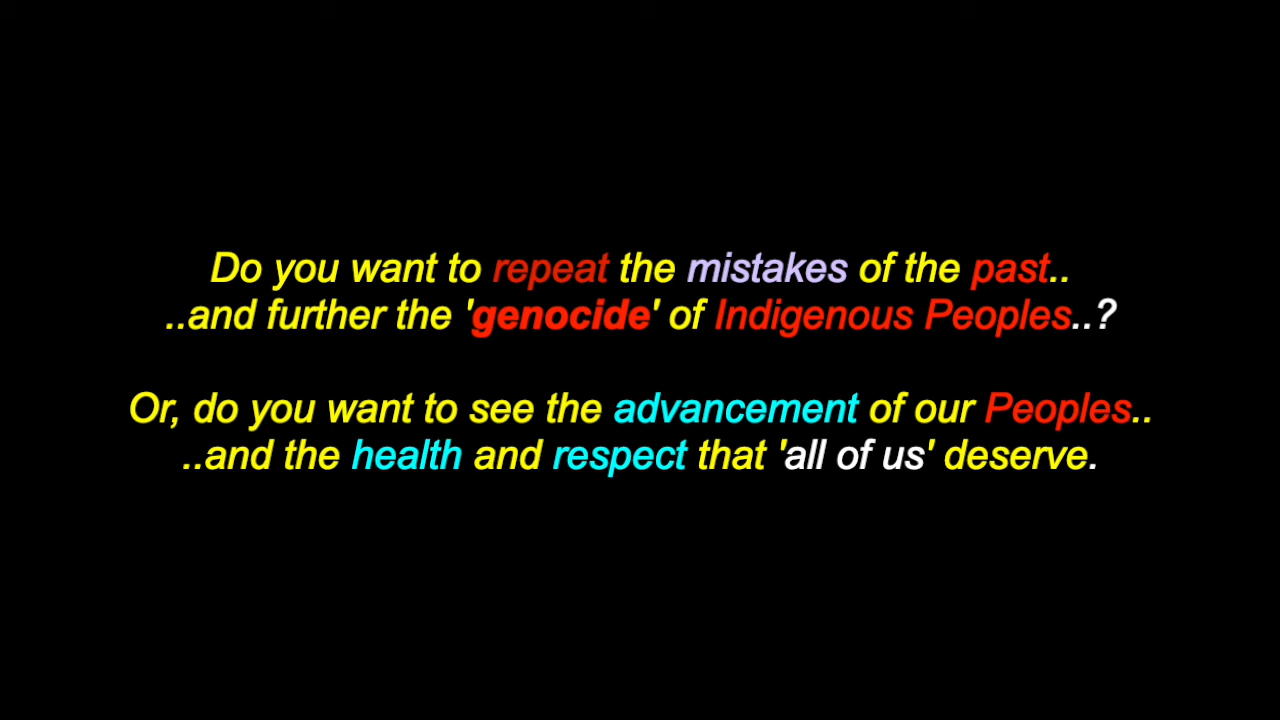 Do you want to repeat the mistakes of the past..
..and further the 'genocide' of Indigenous Peoples..?
Or, do you want to see the advancement of our Peoples..
..and the health and respect that 'all of us' deserve.